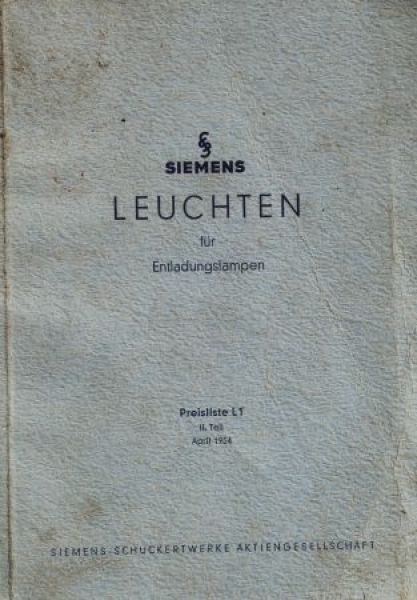 SIEMENS
LEUCHTEN
für
Entladungslampen
Preisliste L1
II. Teil
April 1954
SIEMENS-SCHUCKERTWERKE AKTIENGESELLSCHAFT